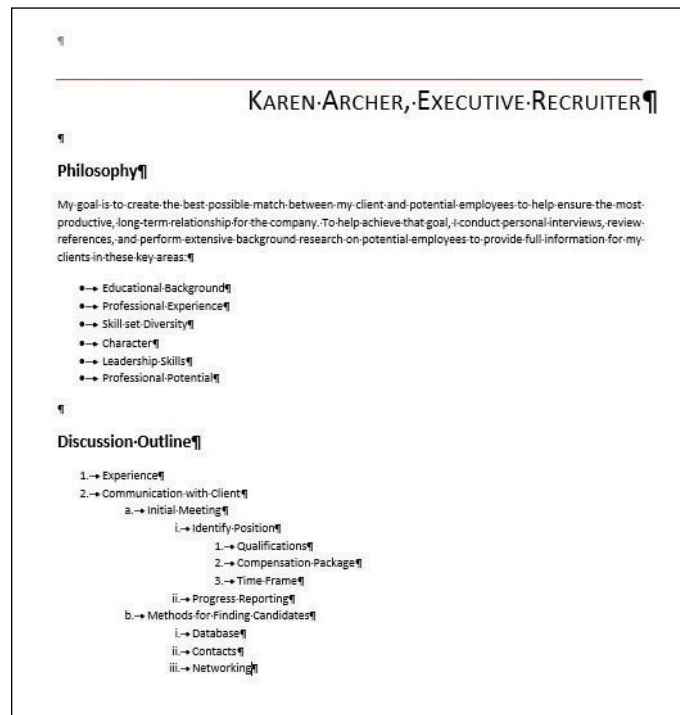 ¶
KAREN·ARCHER,·EXECUTIVE·RECRUITER¶
¶
Philosophy¶
My·goal·is·to·create·the·best·possible·match·between·my·client·and·potential·employees·to·help·ensure·the·most·
productive,·long-term·relationship·for·the·company.·To·help·achieve·that·goal,·I·conduct·personal·interviews,·review·
references,·and·perform·extensive·background·research·on·potential·employees·to·provide·full·information·for·my·
clients·in·these·key·areas:¶
•→Educational·Background¶
•→Professional·Experience¶
•→Skill·set·Diversity¶
•→Character¶
•→Leadership·Skills¶
•→Professional·Potential¶
¶
Discussion·Outline¶
1.→Experience¶
2.→Communication·with·Client¶
a.→Initial·Meeting¶
i.→Identify·Position¶
1.→Qualifications¶
2.→Compensation·Package¶
3.→Time·Frame¶
ii.→Progress·Reporting¶
b.→Methods·for·Finding·Candidates¶
i.→Database¶
ii.→Contacts¶
iii.→Networking¶